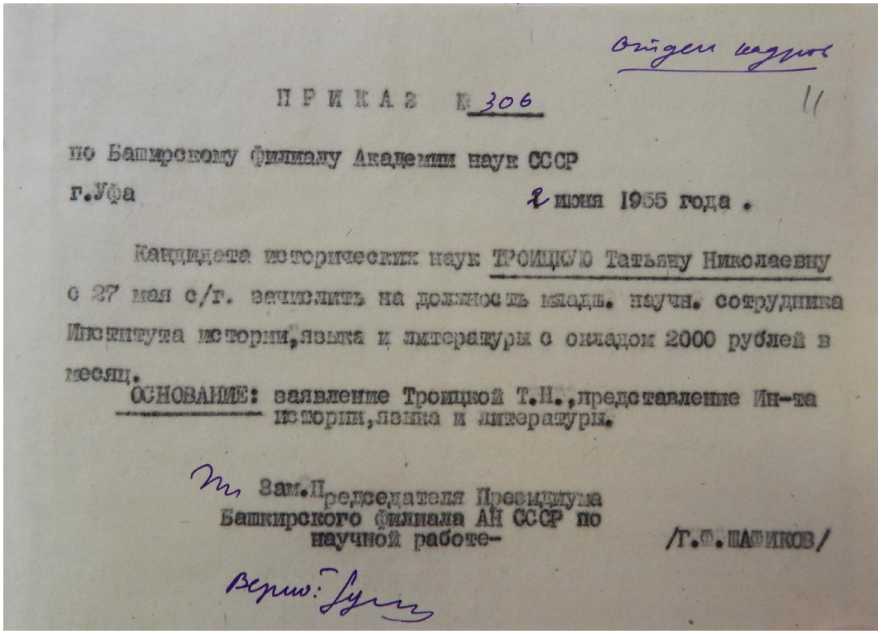 отдел кадров
ПРИКАЗ № 306
11
по Башкирскому филиалу Академии наук СССР
г.Уфа 2 июня 1955 года .
Кандидата исторических наук ТРОИЦКУЮ Татьяну Николаевну
с 27 мая с/г. зачислить на должность младш. научн. сотрудника
Института истории,языка и литературы с окладом 2000 рублей в
месяц.
ОСНОВАНИЕ: заявление Троицкой Т.Н.,представление Ин-та
истории,языка и литературы.
Зам.Председателя Президиума
Башкирского филиала АН СССР по
научной работе- /Г.Ф.ШАФИКОВ/
Верно: